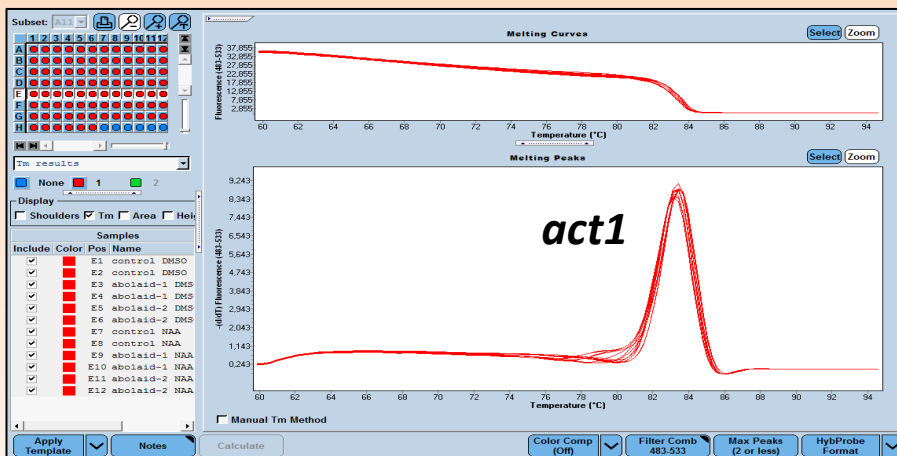 Subset: All
1 2 3 4 5 6 7 8 9 10 11 12
A
B
C
D
E
F
G
H
Tm results
None 1 2
Display
Shoulders Tm Area Hei
Samples
Include Color Pos Name
E1 control DMSO
E2 control DMSO
E3 abolaid-1 DMS
E4 abolaid-1 DMS
E5 abolaid-2 DMS
E6 abolaid-2 DMS
E7 control NAA
E8 control NAA
E9 abolaid-1 NAA
E10 abolaid-1 NAA
E11 abolaid-2 NAA
E12 abolaid-2 NAA
Melting Curves
Select Zoom
Fluorescence (483-533)
37,855
32,855
27,855
22,855
17,855
12,855
7,855
2,855
60 62 64 66 68 70 72 74 76 78 80 82 84 86 88 90 92 94
Temperature (°C)
Melting Peaks
Select Zoom
-(d/dT) Fluorescence (483-533)
9,243
8,343
7,443
6,543
5,643
4,743
3,843
2,943
2,043
1,143
0,243
act1
60 62 64 66 68 70 72 74 76 78 80 82 84 86 88 90 92 94
Temperature (°C)
Manual Tm Method
Apply Template
Notes
Calculate
Color Comp (Off)
Filter Comb 483-533
Max Peaks (2 or less)
HybProbe Format